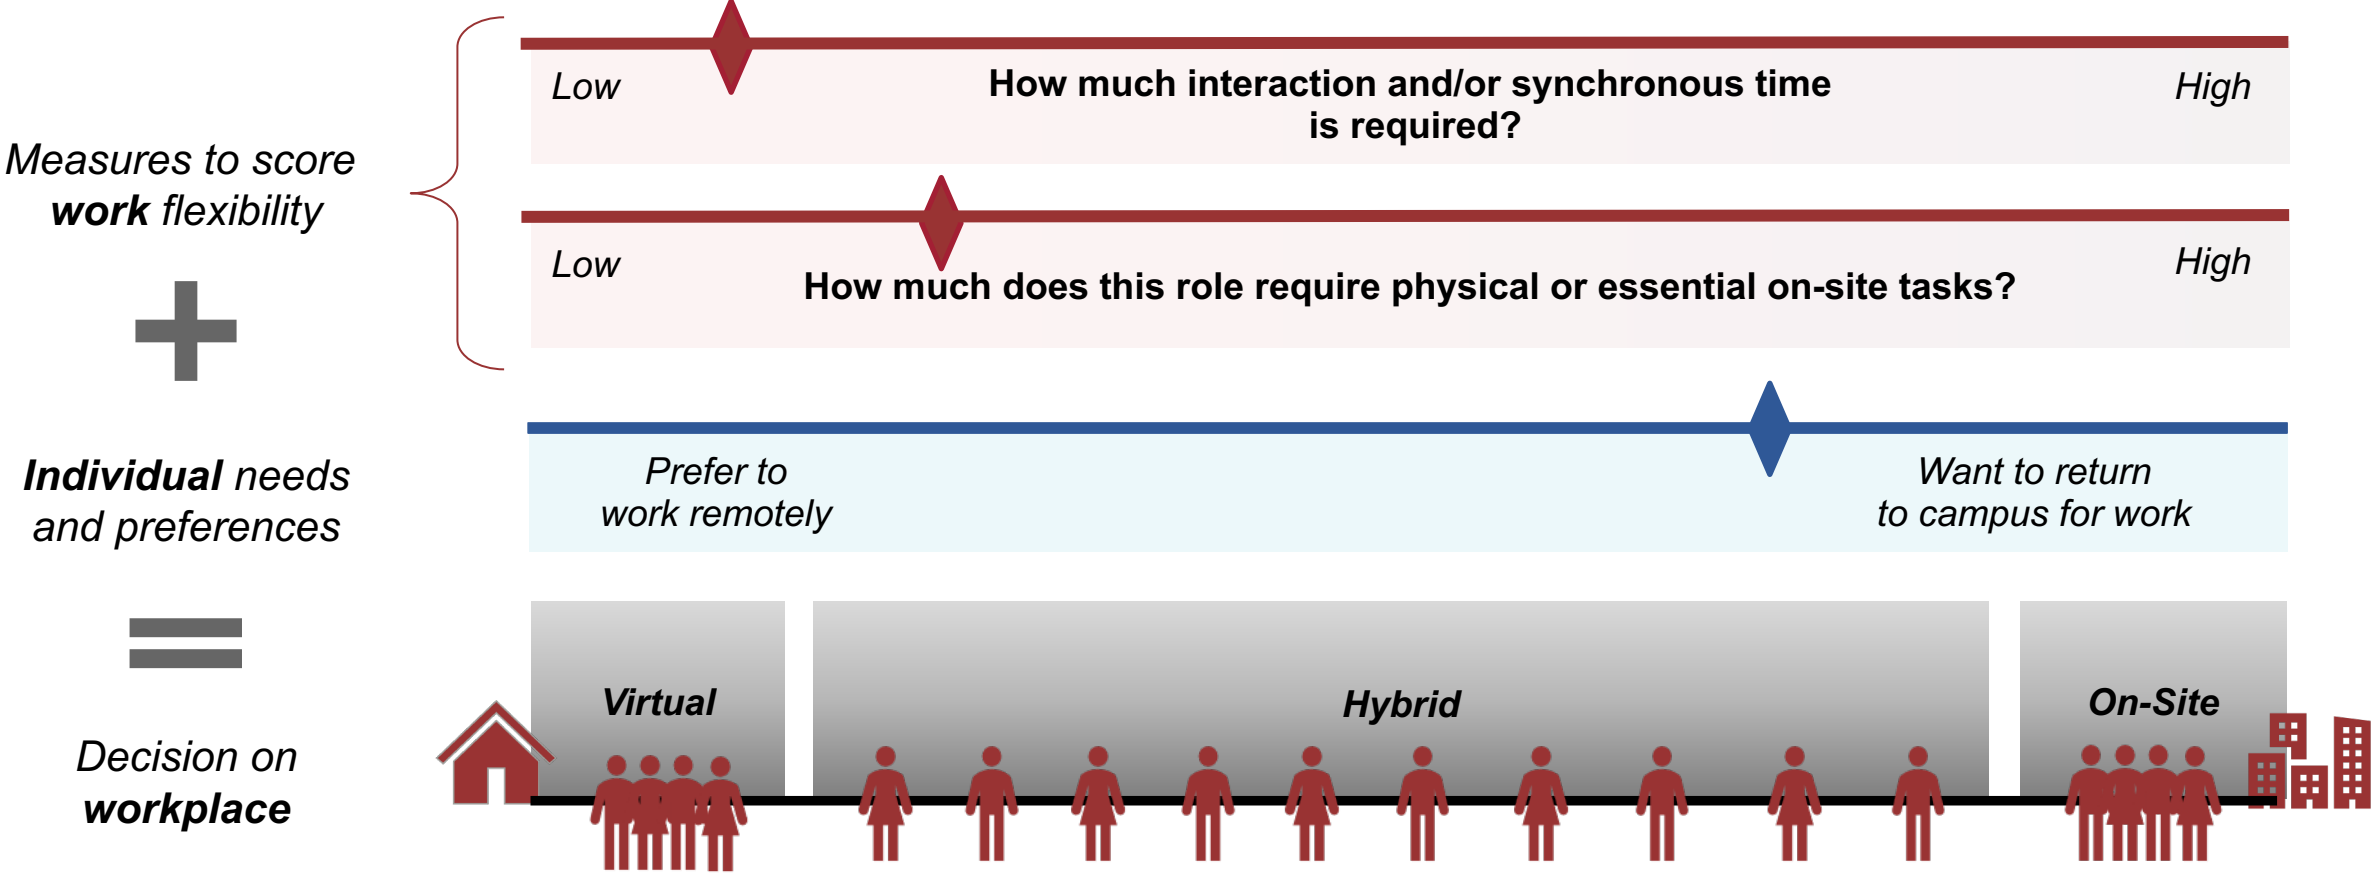 Measures to score
work flexibility
Low
How much interaction and/or synchronous time
is required?
High
Low
How much does this role require physical or essential on-site tasks?
High
Individual needs
and preferences
Prefer to
work remotely
Want to return
to campus for work
Decision on
workplace
Virtual
Hybrid
On-Site